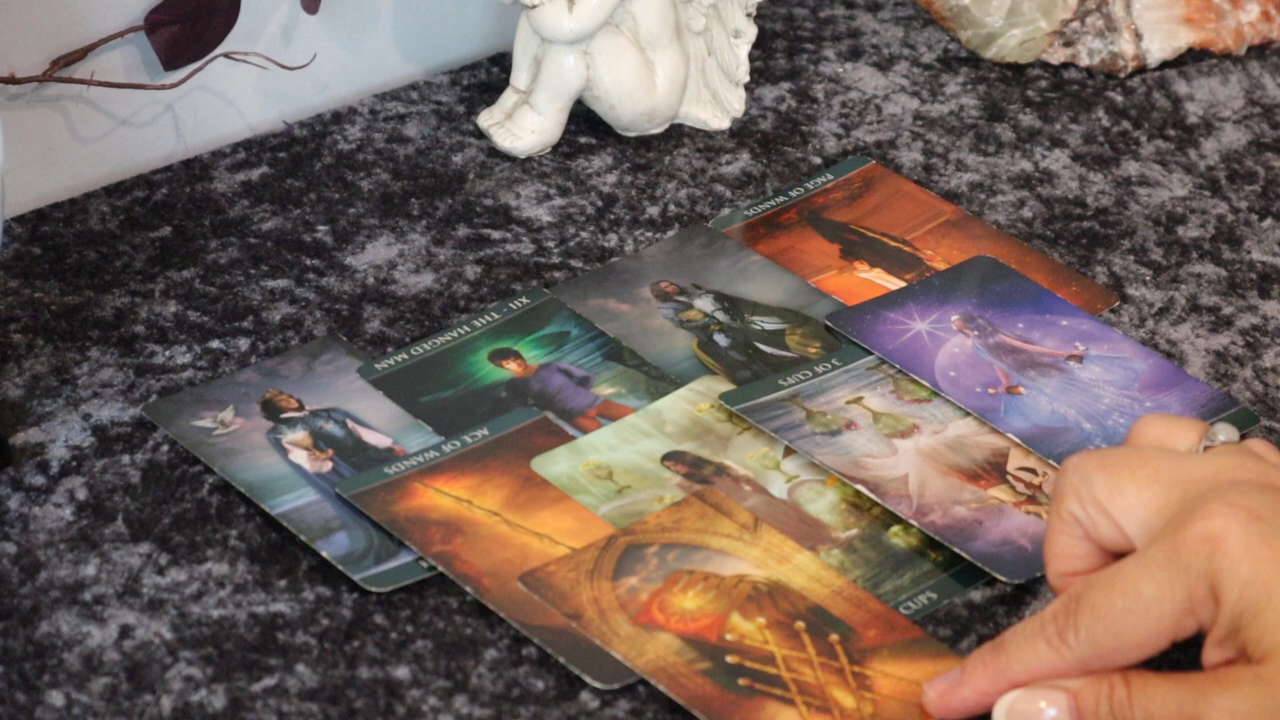 PAGE OF WANDS
XII - THE HANGED MAN
3 OF CUPS
ACE OF WANDS
CUPS